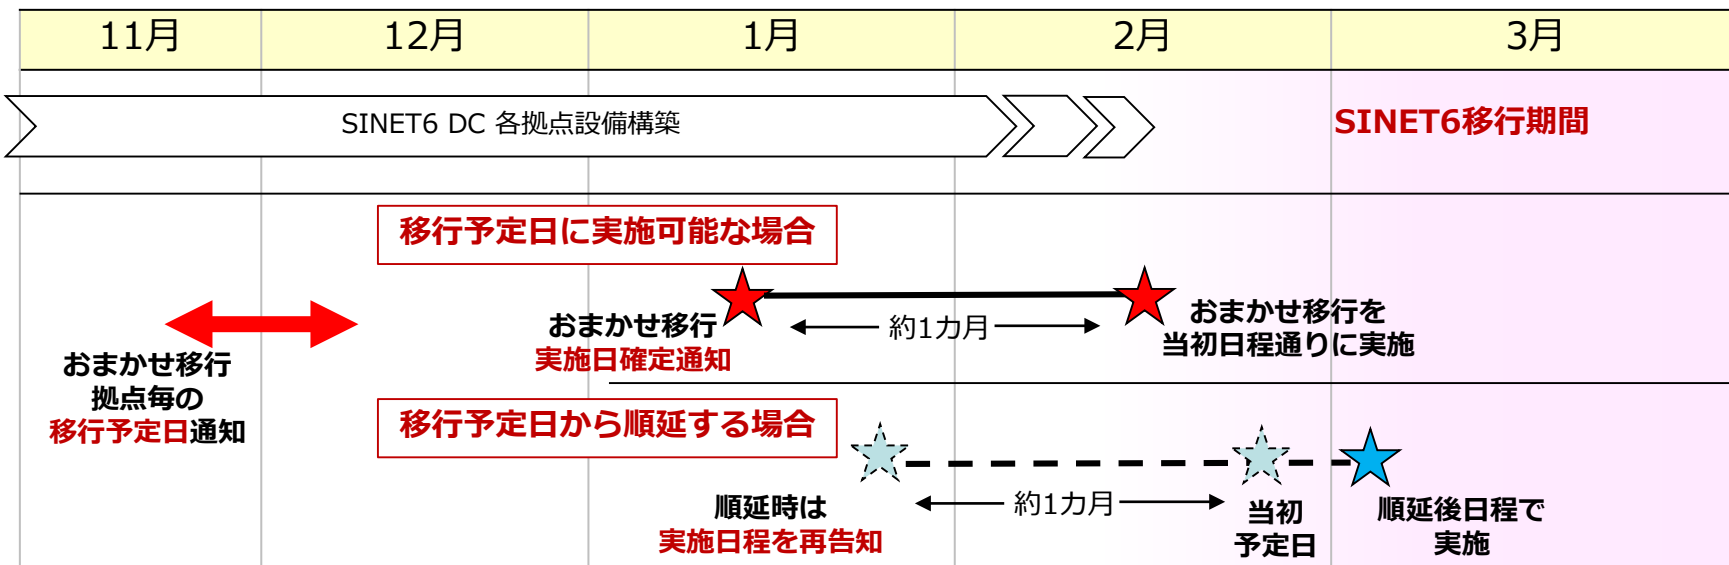 11月
12月
1月
2月
3月
SINET6 DC 各拠点設備構築
SINET6移行期間
移行予定日に実施可能な場合
おまかせ移行
実施日確定通知
約1カ月
おまかせ移行を
当初日程通りに実施
おまかせ移行
拠点毎の
移行予定日通知
移行予定日から順延する場合
順延時は
実施日程を再告知
約1カ月
当初
予定日
順延後日程で
実施